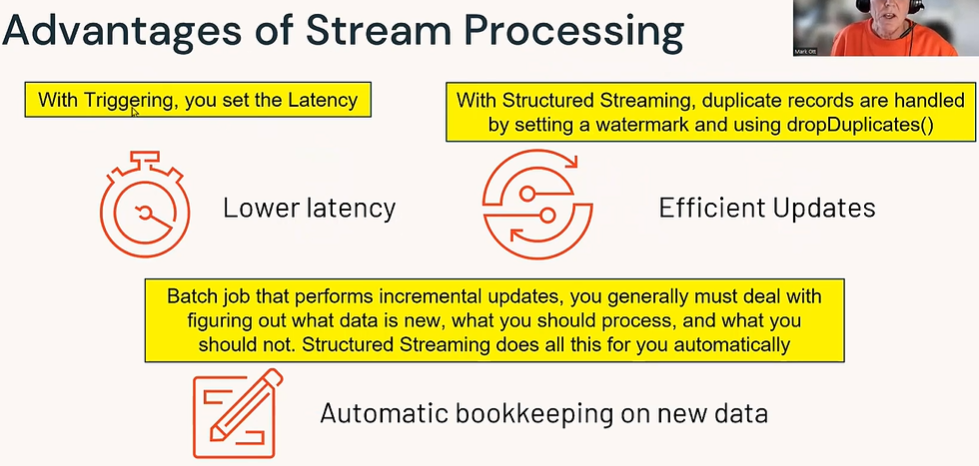 Advantages of Stream Processing
Mark Ott
With Triggering, you set the Latency
With Structured Streaming, duplicate records are handled
by setting a watermark and using dropDuplicates()
Lower latency
Efficient Updates
Batch job that performs incremental updates, you generally must deal with
figuring out what data is new, what you should process, and what you
should not. Structured Streaming does all this for you automatically
Automatic bookkeeping on new data